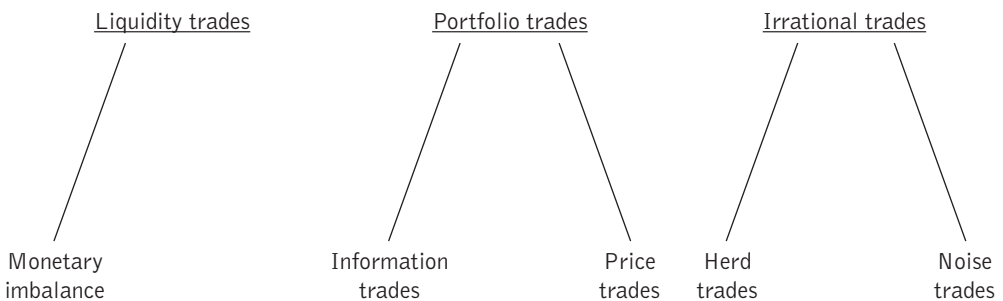 Liquidity trades
Portfolio trades
Irrational trades
Monetary
imbalance
Information
trades
Price
trades
Herd
trades
Noise
trades